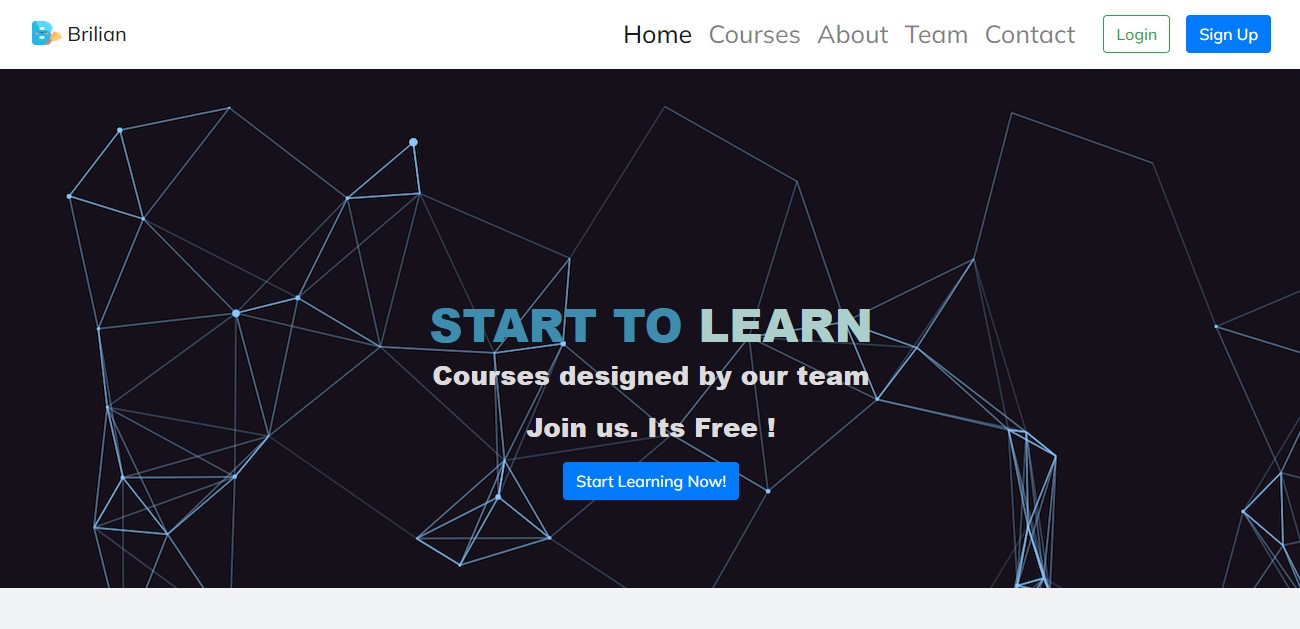 Brilian
Home Courses About Team Contact Login Sign Up
START TO LEARN
Courses designed by our team
Join us. Its Free !
Start Learning Now!